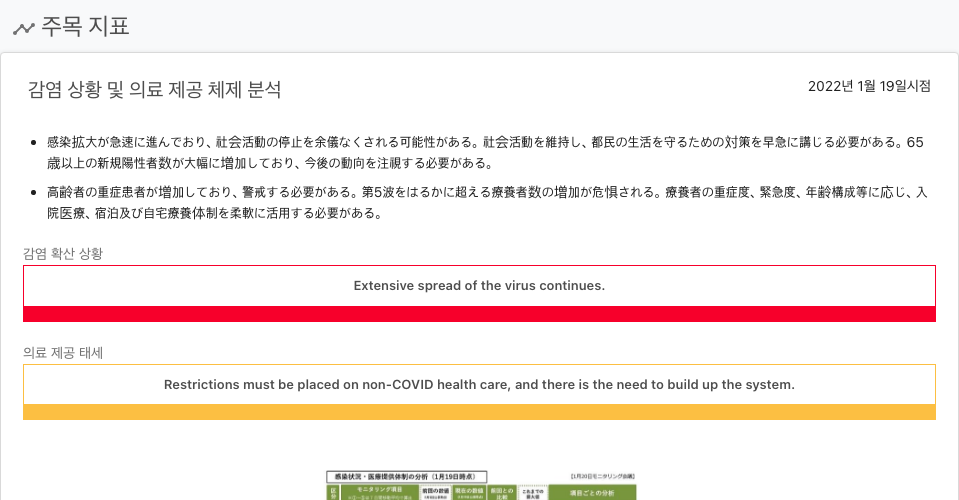 주목 지표
감염 상황 및 의료 제공 체제 분석
2022년 1월 19일시점
感染拡大が急速に進んでおり、社会活動の停止を余儀なくされる可能性がある。社会活動を維持し、都民の生活を守るための対策を早急に講じる必要がある。65
歳以上の新規陽性者数が大幅に増加しており、今後の動向を注視する必要がある。
高齢者の重症患者が増加しており、警戒する必要がある。第5波をはるかに超える療養者数の増加が危惧される。療養者の重症度、緊急度、年齢構成等に応じ、入
院医療、宿泊及び自宅療養体制を柔軟に活用する必要がある。
감염 확산 상황
Extensive spread of the virus continues.
의료 제공 태세
Restrictions must be placed on non-COVID health care, and there is the need to build up the system.
感染状況・医療提供体制の分析（1月19日時点）
【1月20日モニタリング会議】
区分 モニタリング項目 前回の数値 現在の数値 前回との比較 これまでの最大値 項目ごとの分析